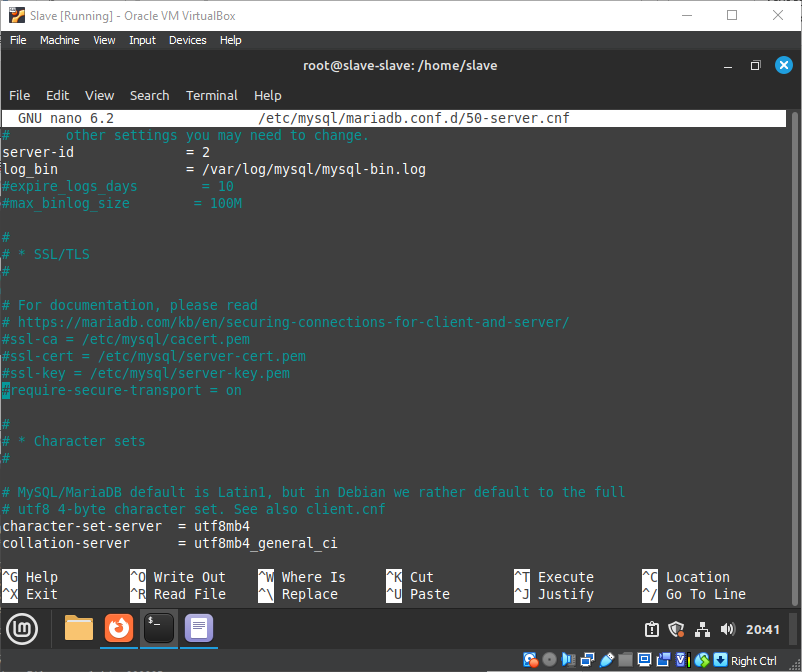 Slave [Running] - Oracle VM VirtualBox
File Machine View Input Devices Help
root@slave-slave: /home/slave
File Edit View Search Terminal Help
GNU nano 6.2 /etc/mysql/mariadb.conf.d/50-server.cnf
# other settings you may need to change.
server-id = 2
log_bin = /var/log/mysql/mysql-bin.log
#expire_logs_days = 10
#max_binlog_size = 100M
#
# * SSL/TLS
#
# For documentation, please read
# https://mariadb.com/kb/en/securing-connections-for-client-and-server/
#ssl-ca = /etc/mysql/cacert.pem
#ssl-cert = /etc/mysql/server-cert.pem
#ssl-key = /etc/mysql/server-key.pem
#require-secure-transport = on
#
# * Character sets
#
# MySQL/MariaDB default is Latin1, but in Debian we rather default to the full
# utf8 4-byte character set. See also client.cnf
character-set-server = utf8mb4
collation-server = utf8mb4_general_ci
^G Help ^O Write Out ^W Where Is ^K Cut ^T Execute ^C Location
^X Exit ^R Read File ^\ Replace ^U Paste ^J Justify ^/ Go To Line
20:41
Right Ctrl